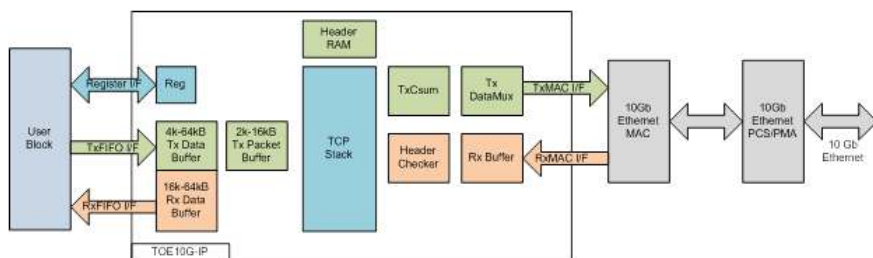 Header
RAM
User
Block
Register I/F
Reg
TxFIFO I/F
4k-64kB
Tx Data
Buffer
2k-16kB
Tx Packet
Buffer
RxFIFO I/F
16k-64kB
Rx Data
Buffer
TCP
Stack
TxCsum
Tx
DataMux
TxMAC I/F
Header
Checker
Rx Buffer
RxMAC I/F
10Gb
Ethernet
MAC
10Gb
Ethernet
PCS/PMA
10 Gb
Ethernet
TOE10G-IP